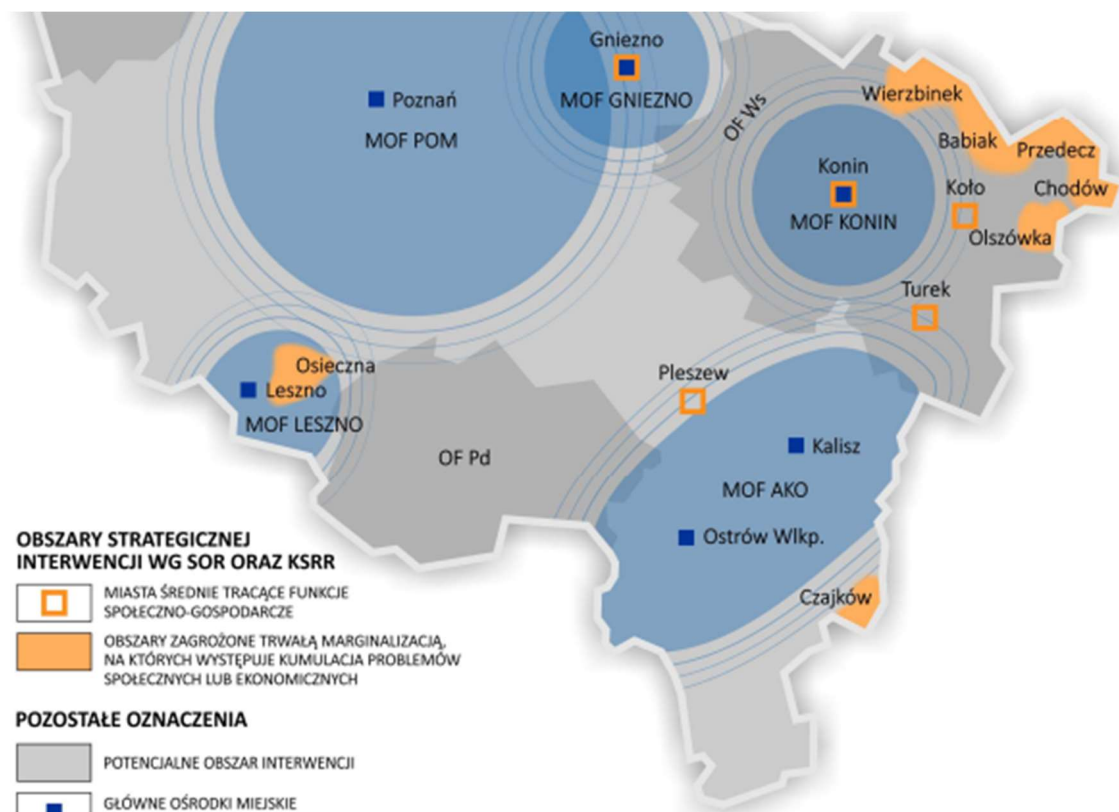 Gniezno
MOF GNIEZNO
Poznań
MOF POM
OF Ws
Wierzbinek
Babiak
Przedecz
Chodów
Konin
MOF KONIN
Koło
Olszówka
Turek
Osieczna
Leszno
MOF LESZNO
Pleszew
OF Pd
Kalisz
MOF AKO
Ostrów Wlkp.
Czajków
OBSZARY STRATEGICZNEJ
INTERWENCJI WG SOR ORAZ KSRR
MIASTA ŚREDNIE TRACĄCE FUNKCJE
SPOŁECZNO-GOSPODARCZE
OBSZARY ZAGROŻONE TRWAŁĄ MARGINALIZACJĄ,
NA KTÓRYCH WYSTĘPUJE KUMULACJA PROBLEMÓW
SPOŁECZNYCH LUB EKONOMICZNYCH
POZOSTAŁE OZNACZENIA
POTENCJALNE OBSZAR INTERWENCJI
GŁÓWNE OŚRODKI MIEJSKIE